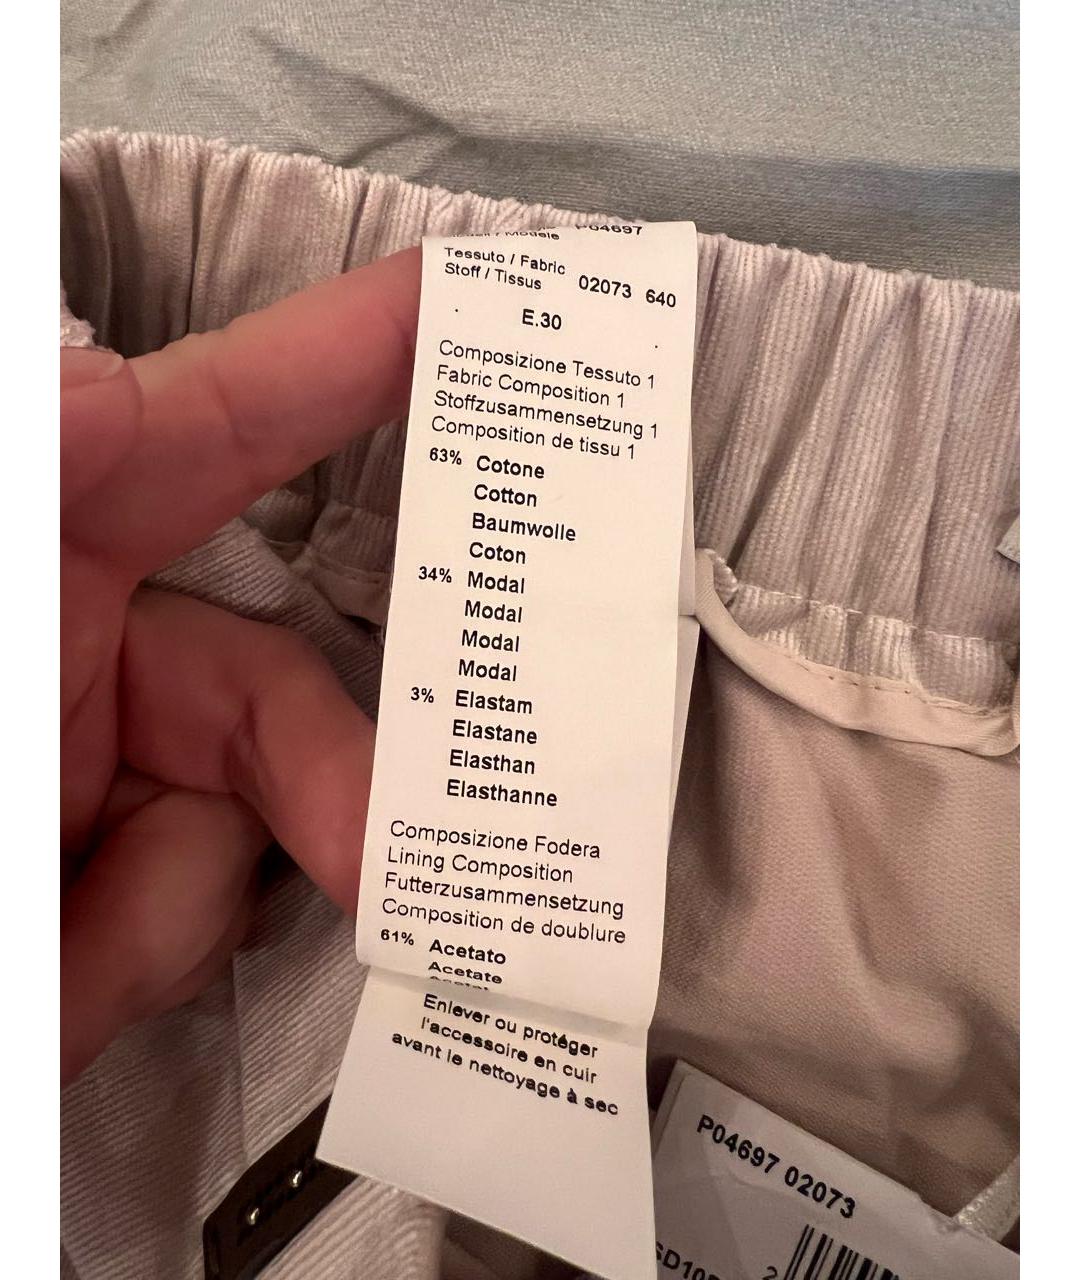 P04697
Tessuto / Fabric
Stoff / Tissus 02073 640
E.30
Composizione Tessuto 1
Fabric Composition 1
Stoffzusammensetzung 1
Composition de tissu 1
63% Cotone
Cotton
Baumwolle
Coton
34% Modal
Modal
Modal
Modal
3% Elastam
Elastane
Elasthan
Elasthanne
Composizione Fodera
Lining Composition
Futterzusammensetzung
Composition de doublure
61% Acetato
Acetate
Enlever ou protéger
l'accessoire en cuir
avant le nettoyage à sec
P04697 02073
2